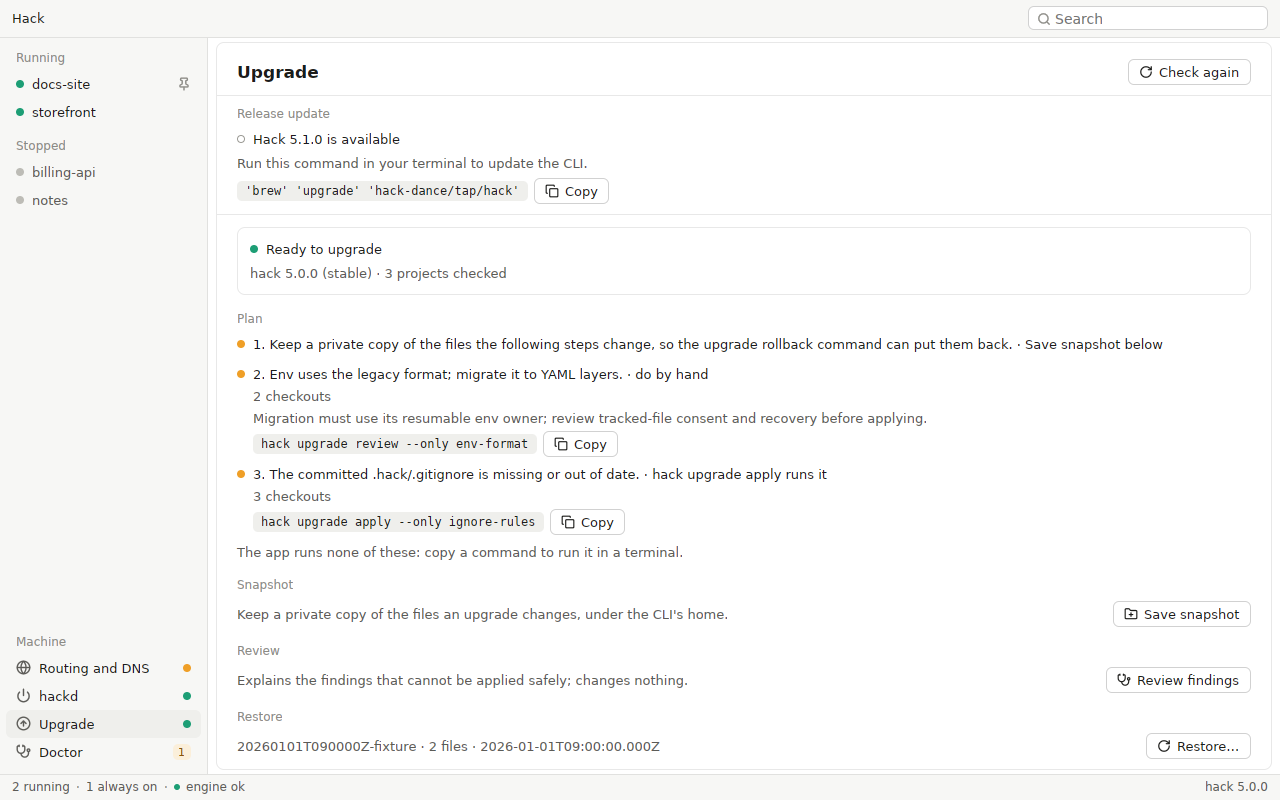 Hack
Search
Running
docs-site
storefront
Stopped
billing-api
notes
Machine
Routing and DNS
hackd
Upgrade
Doctor
1
Upgrade
Check again
Release update
Hack 5.1.0 is available
Run this command in your terminal to update the CLI.
'brew' 'upgrade' 'hack-dance/tap/hack'
Copy
Ready to upgrade
hack 5.0.0 (stable) · 3 projects checked
Plan
1. Keep a private copy of the files the following steps change, so the upgrade rollback command can put them back. · Save snapshot below
2. Env uses the legacy format; migrate it to YAML layers. · do by hand
2 checkouts
Migration must use its resumable env owner; review tracked-file consent and recovery before applying.
hack upgrade review --only env-format
Copy
3. The committed .hack/.gitignore is missing or out of date. · hack upgrade apply runs it
3 checkouts
hack upgrade apply --only ignore-rules
Copy
The app runs none of these: copy a command to run it in a terminal.
Snapshot
Keep a private copy of the files an upgrade changes, under the CLI's home.
Save snapshot
Review
Explains the findings that cannot be applied safely; changes nothing.
Review findings
Restore
20260101T090000Z-fixture · 2 files · 2026-01-01T09:00:00.000Z
Restore...
2 running · 1 always on · engine ok
hack 5.0.0